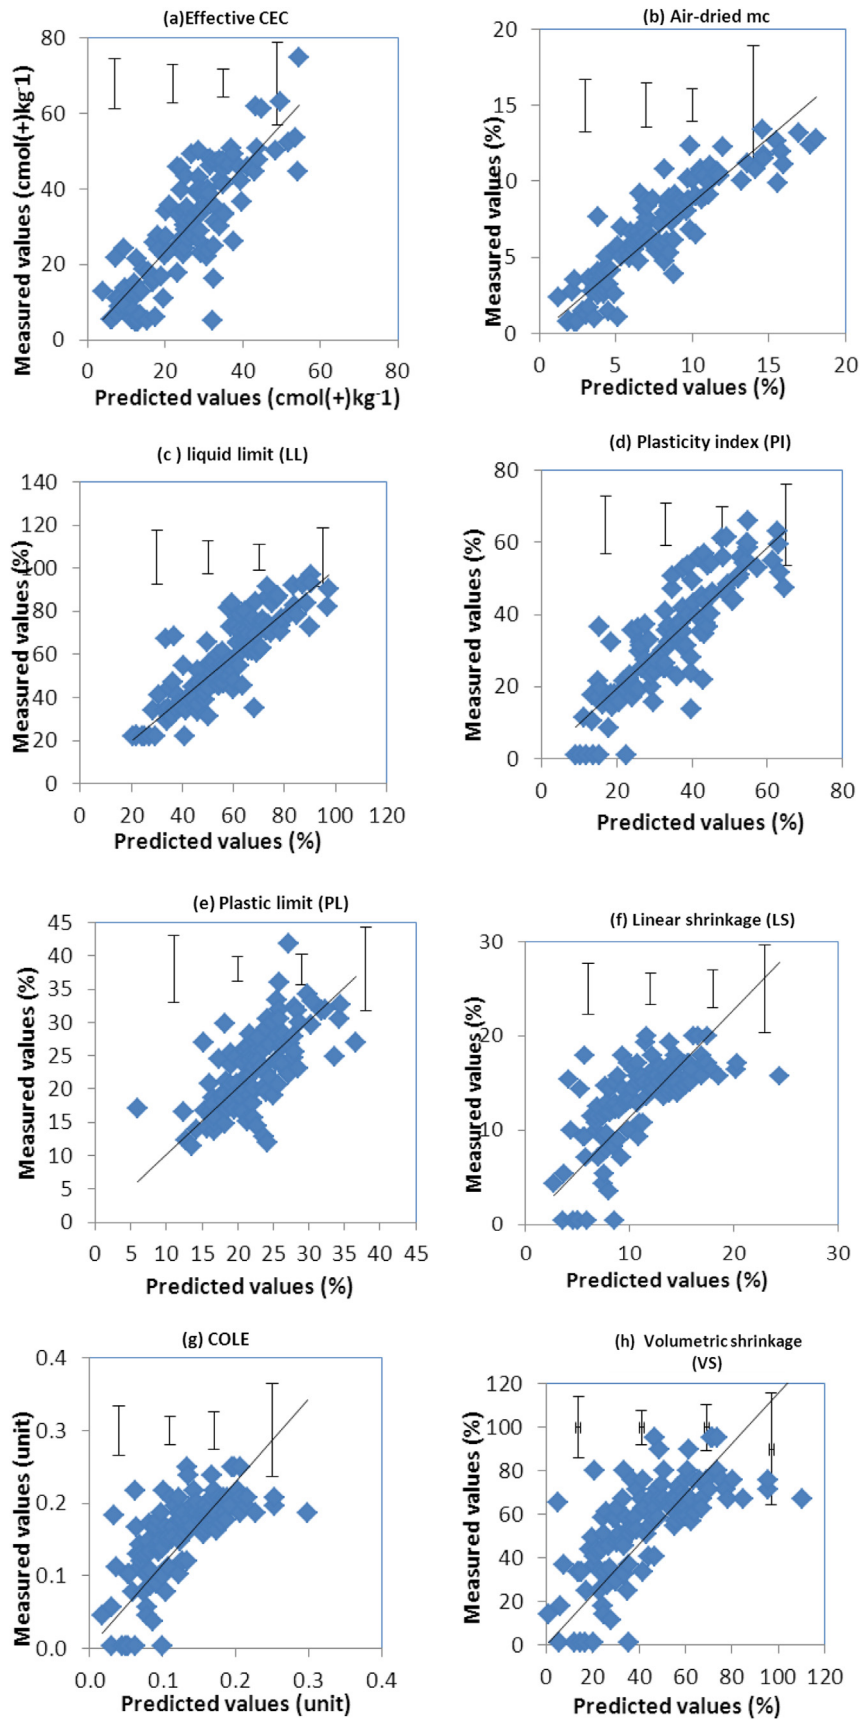 (a)Effective CEC
Measured values (cmol(+)kg-1)
80
60
40
20
0
0 20 40 60 80
Predicted values (cmol(+)kg-1)
(b) Air-dried mc
Measured values (%)
20
15
10
5
0
0 5 10 15 20
Predicted values (%)
(c ) liquid limit (LL)
Measured values (%)
140
120
100
80
60
40
20
0
0 20 40 60 80 100 120
Predicted values (%)
(d) Plasticity index (PI)
Measured values (%)
80
60
40
20
0
0 20 40 60 80
Predicted values (%)
(e) Plastic limit (PL)
Measured values (%)
45
40
35
30
25
20
15
10
5
0
0 5 10 15 20 25 30 35 40 45
Predicted values (%)
(f) Linear shrinkage (LS)
Measured values (%)
30
20
10
0
0 10 20 30
Predicted values (%)
(g) COLE
Measured values (unit)
0.4
0.3
0.2
0.1
0.0
0.0 0.1 0.2 0.3 0.4
Predicted values (unit)
(h) Volumetric shrinkage
(VS)
Measured values (%)
120
100
80
60
40
20
0
0 20 40 60 80 100 120
Predicted values (%)